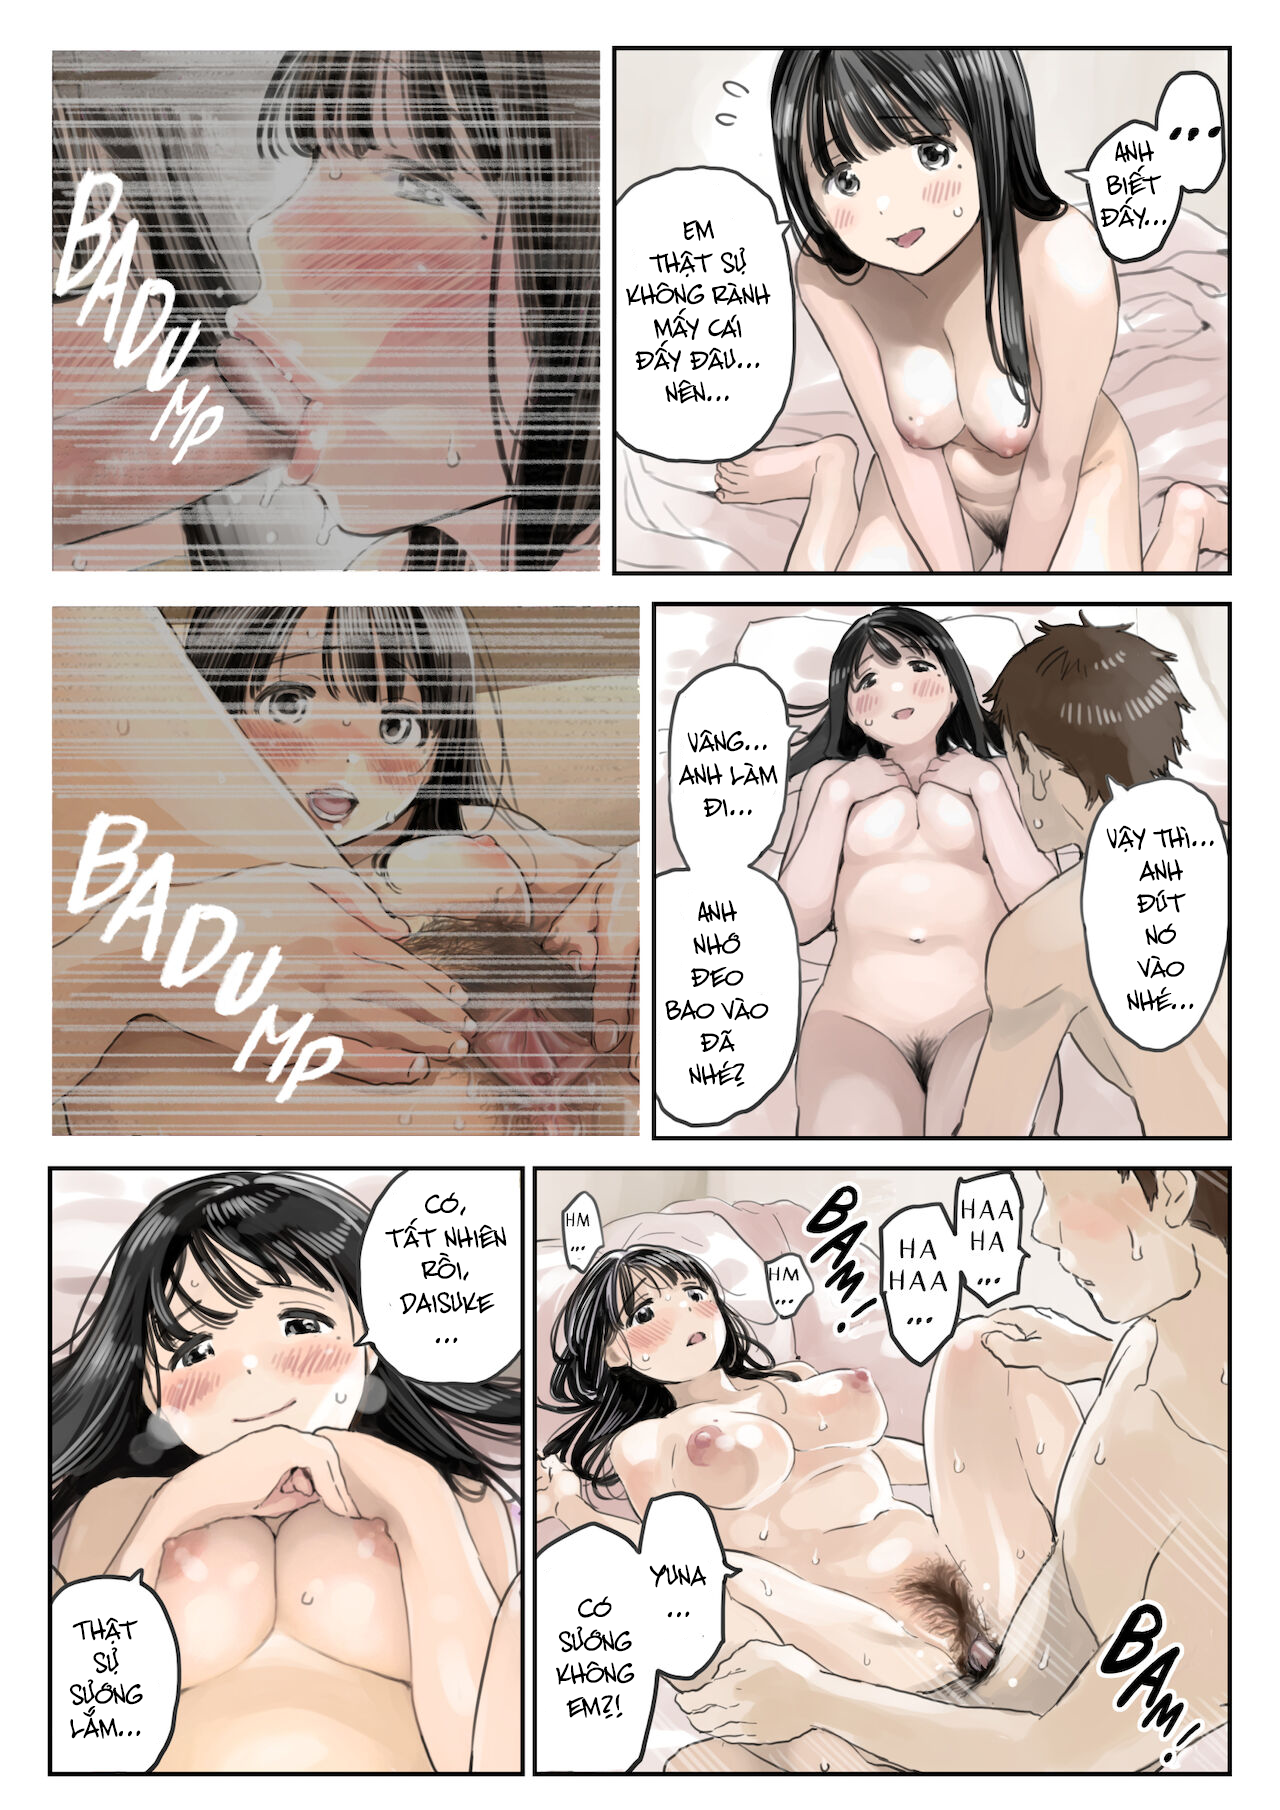 ...
ANH
BIẾT
ĐẤY...
EM
THẬT SỰ
KHÔNG RÀNH
MẤY CÁI
ĐẤY ĐÂU...
NÊN...
BADUMP
VẬY THÌ...
ANH
ĐÚT
NÓ
VÀO
NHÉ...
VÂNG...
ANH LÀM
ĐI...
ANH
NHỚ
ĐEO
BAO VÀO
ĐÃ
NHÉ?
BADUMP
HAA
HA
...
HA
HAA
...
BAM!
HM
...
HM
...
YUNA
...
CÓ
SƯỚNG
KHÔNG
EM?!
BAM!
CÓ,
TẤT NHIÊN
RỒI,
DAISUKE
...
THẬT
SỰ
SƯỚNG
LẮM...